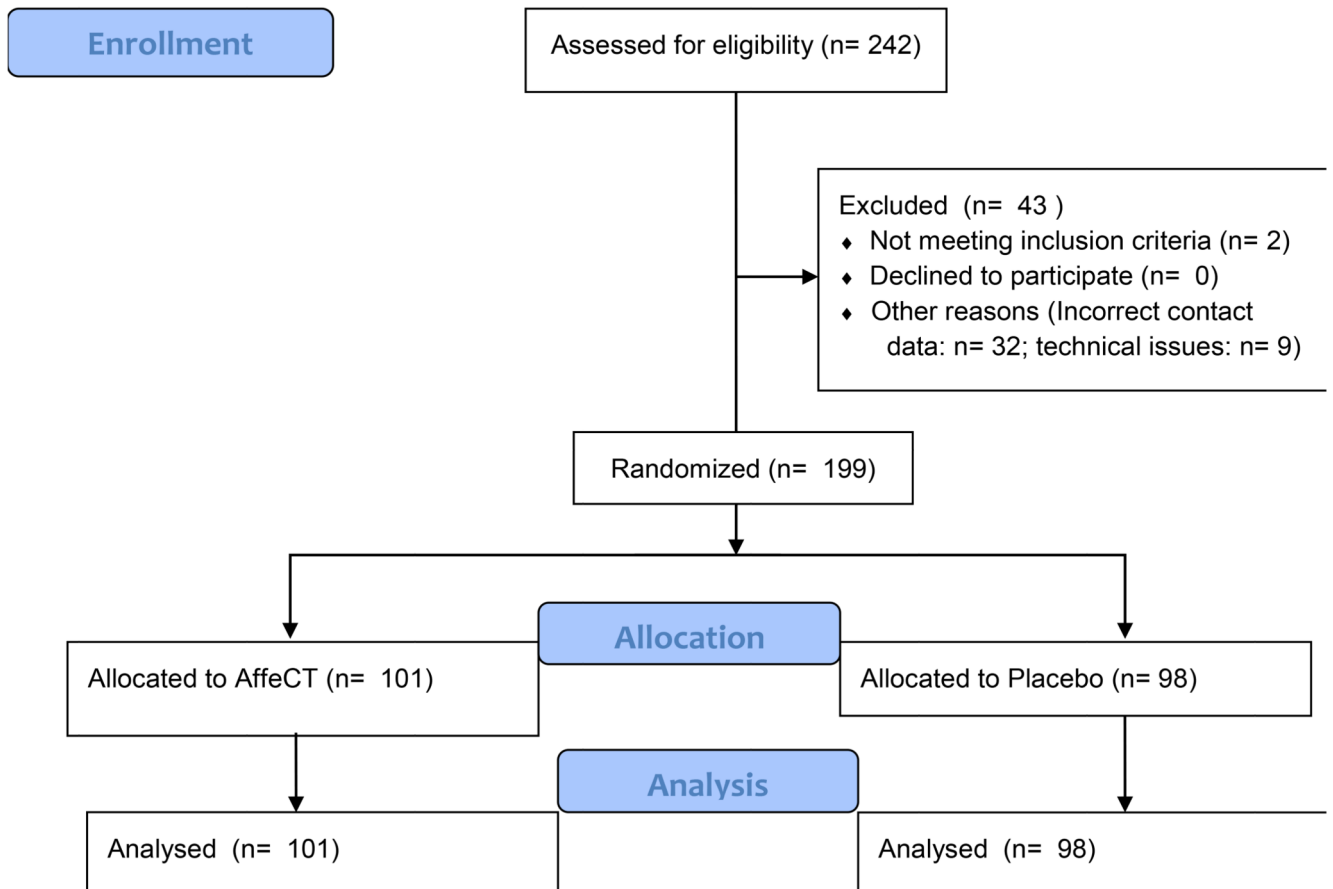 Enrollment
Assessed for eligibility (n= 242)
Excluded  (n=  43 )
♦ Not meeting inclusion criteria (n= 2)
♦ Declined to participate (n=  0)
♦ Other reasons (Incorrect contact
data: n= 32; technical issues: n= 9)
Randomized (n=  199)
Allocation
Allocated to AffeCT (n=  101)
Allocated to Placebo (n= 98)
Analysis
Analysed  (n=  101)
Analysed  (n=  98)